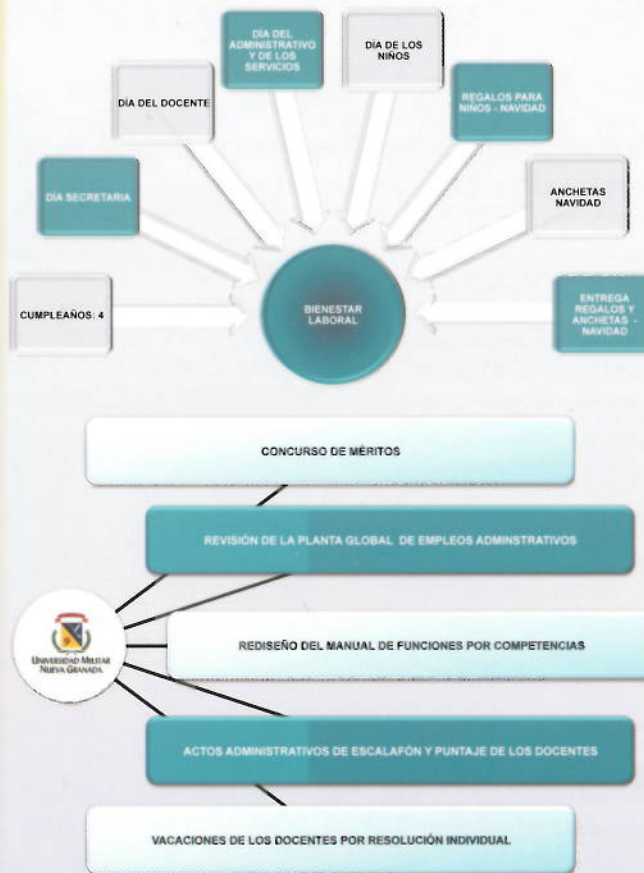 DÍA DEL
ADMINISTRATIVO
Y DE LOS
SERVICIOS
DÍA DE LOS
NIÑOS
DÍA DEL DOCENTE
REGALOS PARA
NIÑOS - NAVIDAD
DÍA SECRETARIA
ANCHETAS
NAVIDAD
CUMPLEAÑOS: 4
BIENESTAR
LABORAL
ENTREGA
REGALOS Y
ANCHETAS -
NAVIDAD
CONCURSO DE MÉRITOS
REVISIÓN DE LA PLANTA GLOBAL DE EMPLEOS ADMINSTRATIVOS
UNIVERSIDAD MILITAR
NUEVA GRANADA
REDISEÑO DEL MANUAL DE FUNCIONES POR COMPETENCIAS
ACTOS ADMINISTRATIVOS DE ESCALAFÓN Y PUNTAJE DE LOS DOCENTES
VACACIONES DE LOS DOCENTES POR RESOLUCIÓN INDIVIDUAL